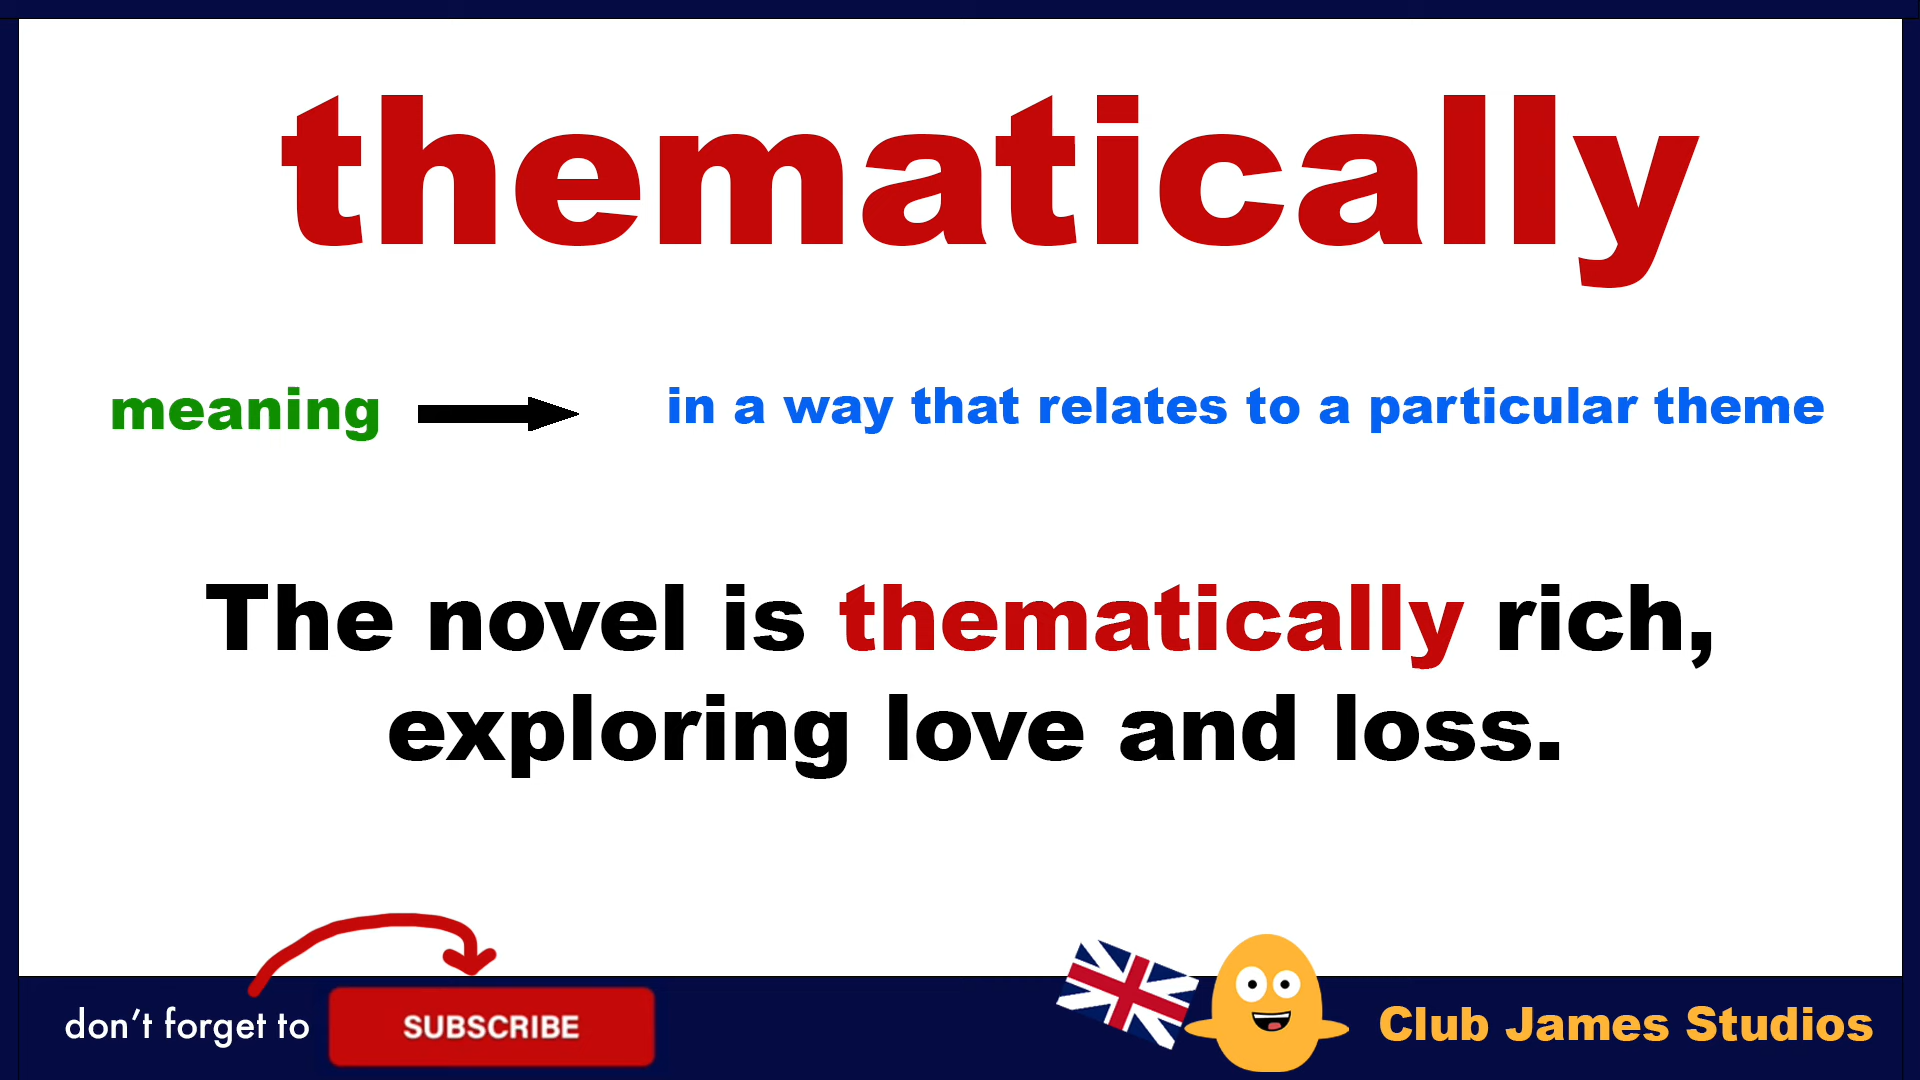 thematically
meaning
in a way that relates to a particular theme
The novel is thematically rich,
exploring love and loss.
don't forget to
SUBSCRIBE
Club James Studios